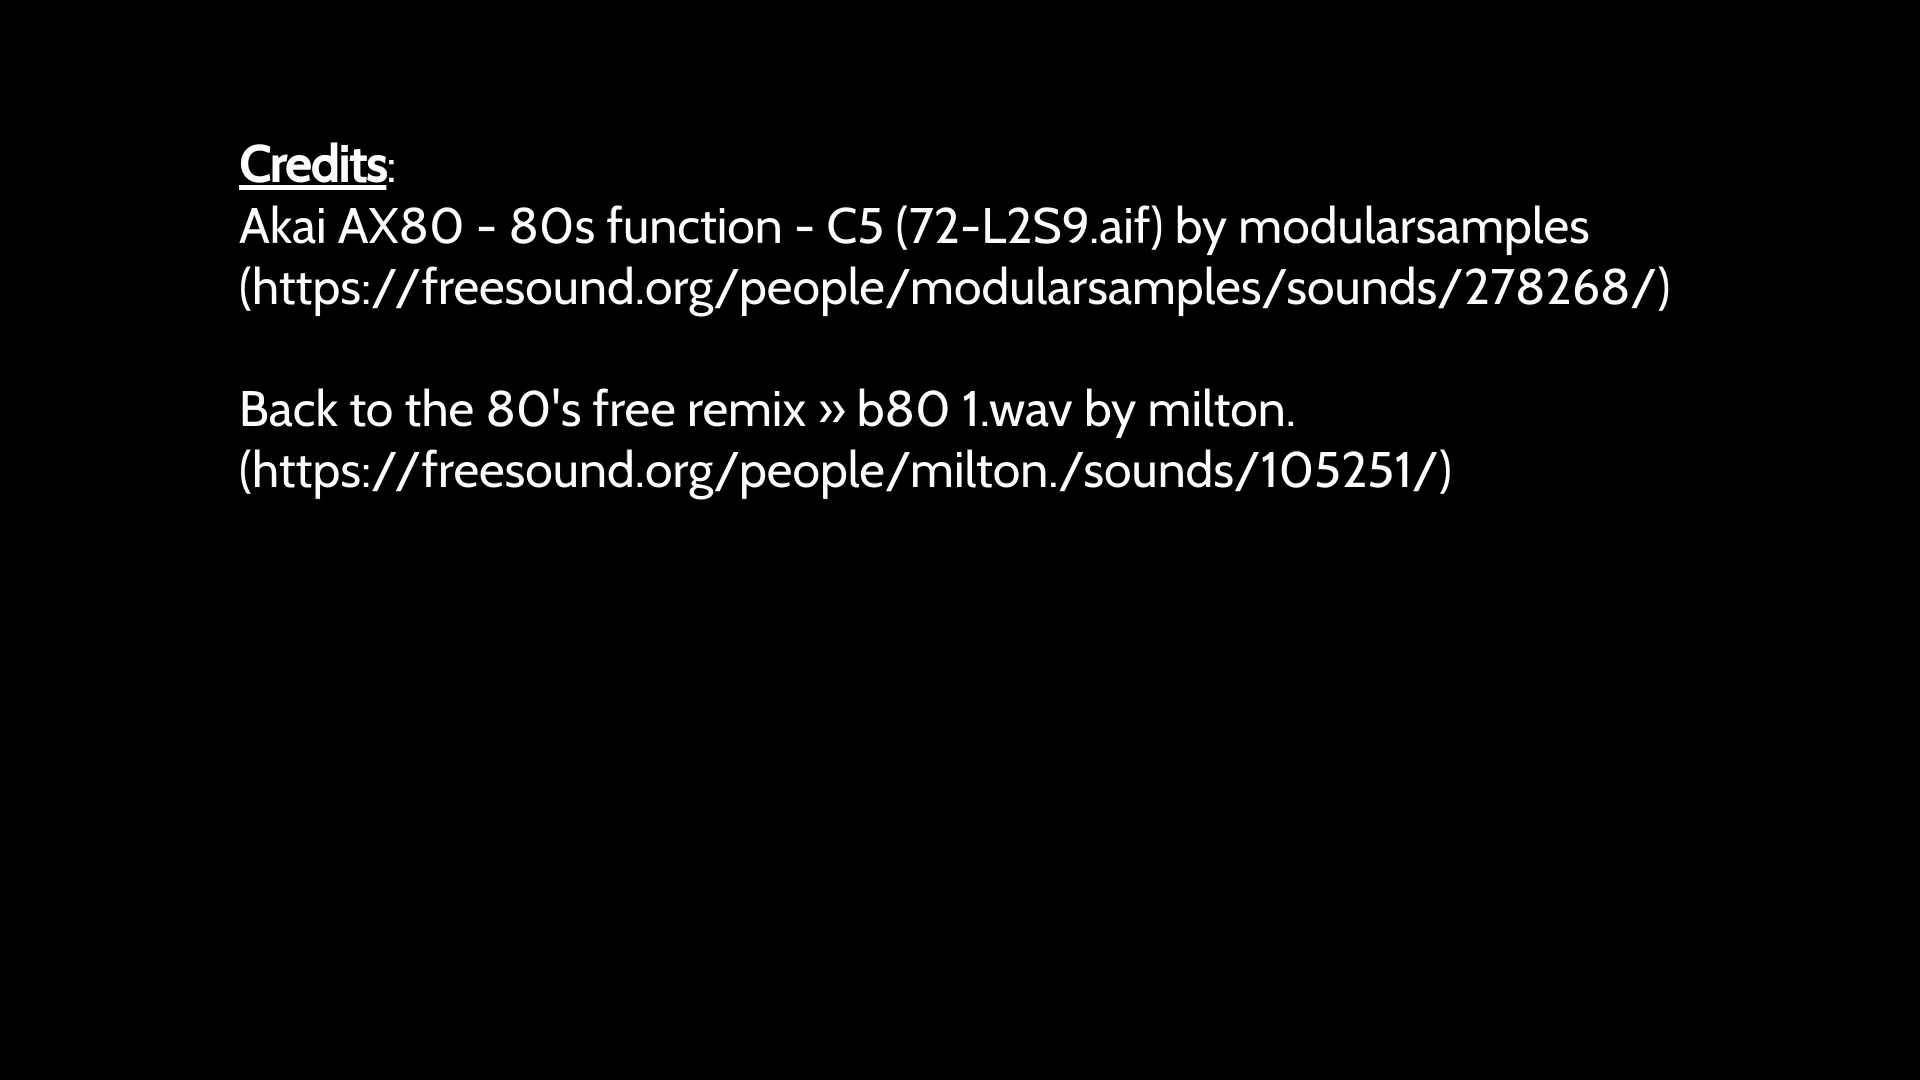 Credits:
Akai AX80 - 80s function - C5 (72-L2S9.aif) by modularsamples
(https://freesound.org/people/modularsamples/sounds/278268/)
Back to the 80's free remix » b80 1.wav by milton.
(https://freesound.org/people/milton./sounds/105251/)